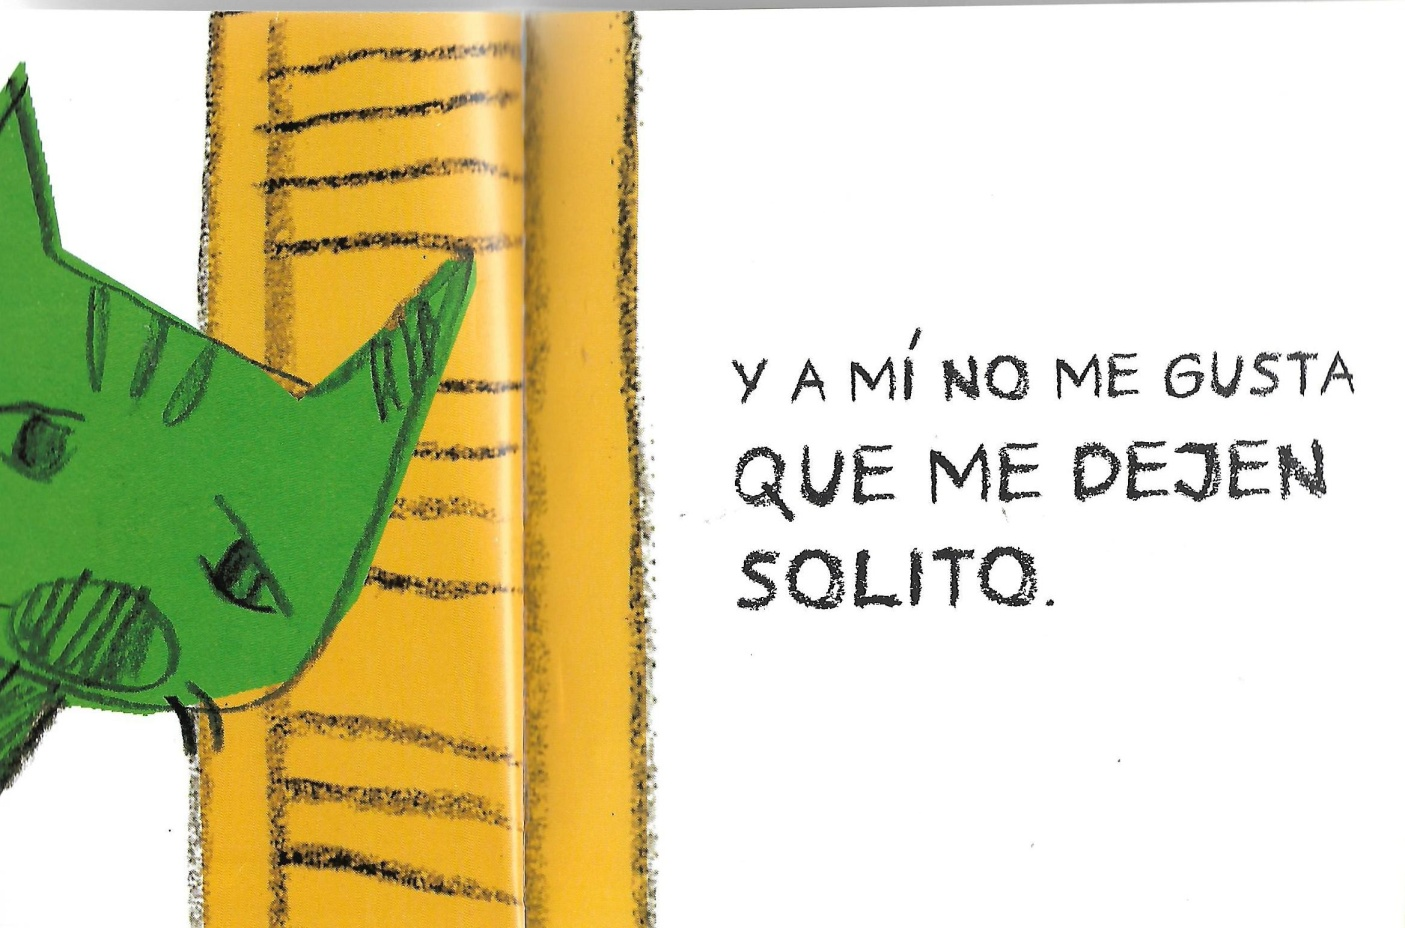 Y A MÍ NO ME GUSTA
QUE ME DEJEN
SOLITO.